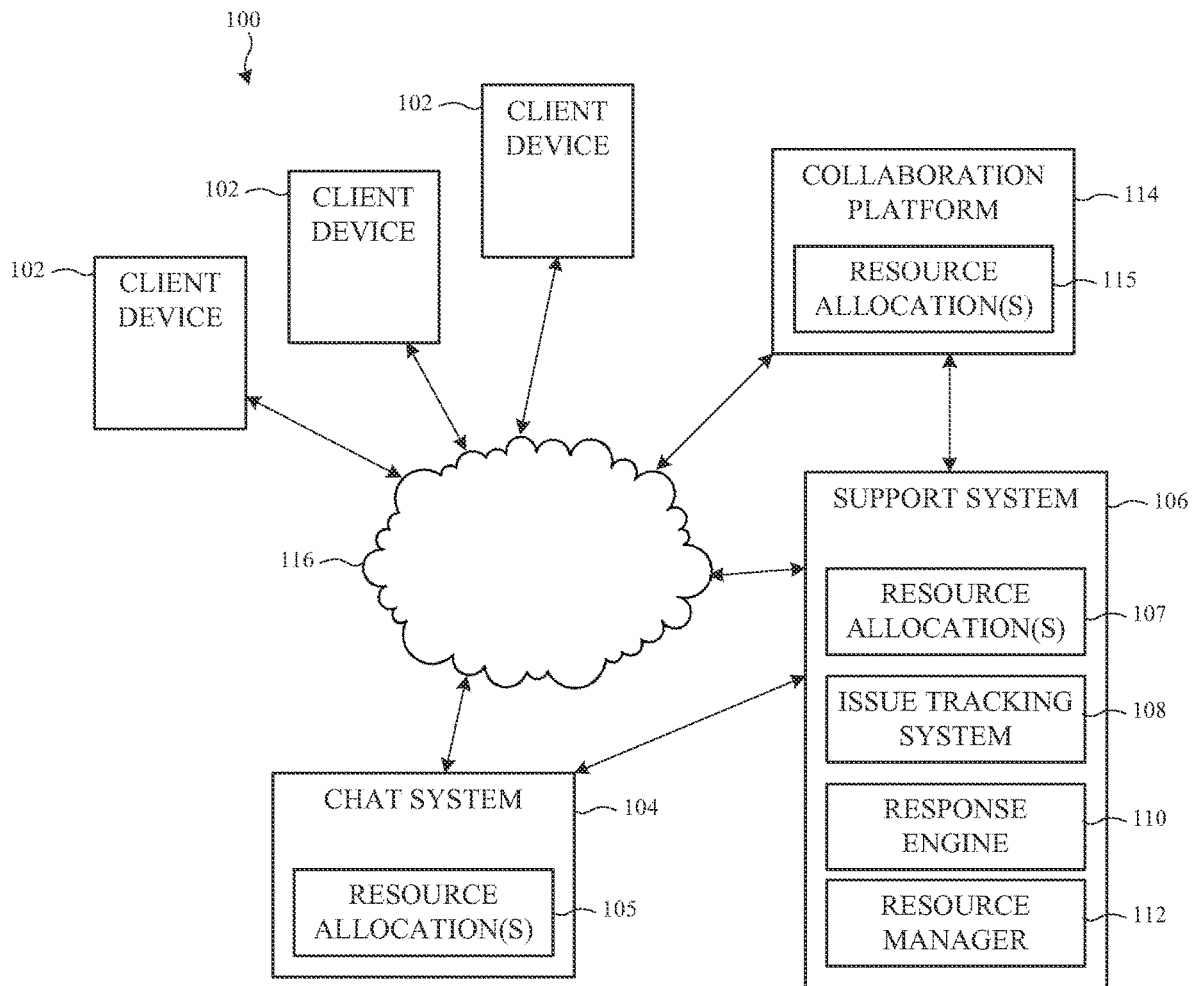 100
102
CLIENT
DEVICE
102
CLIENT
DEVICE
102
CLIENT
DEVICE
COLLABORATION
PLATFORM
114
RESOURCE
ALLOCATION(S)
115
116
SUPPORT SYSTEM
106
RESOURCE
ALLOCATION(S)
107
ISSUE TRACKING
SYSTEM
108
RESPONSE
ENGINE
110
RESOURCE
MANAGER
112
CHAT SYSTEM
104
RESOURCE
ALLOCATION(S)
105